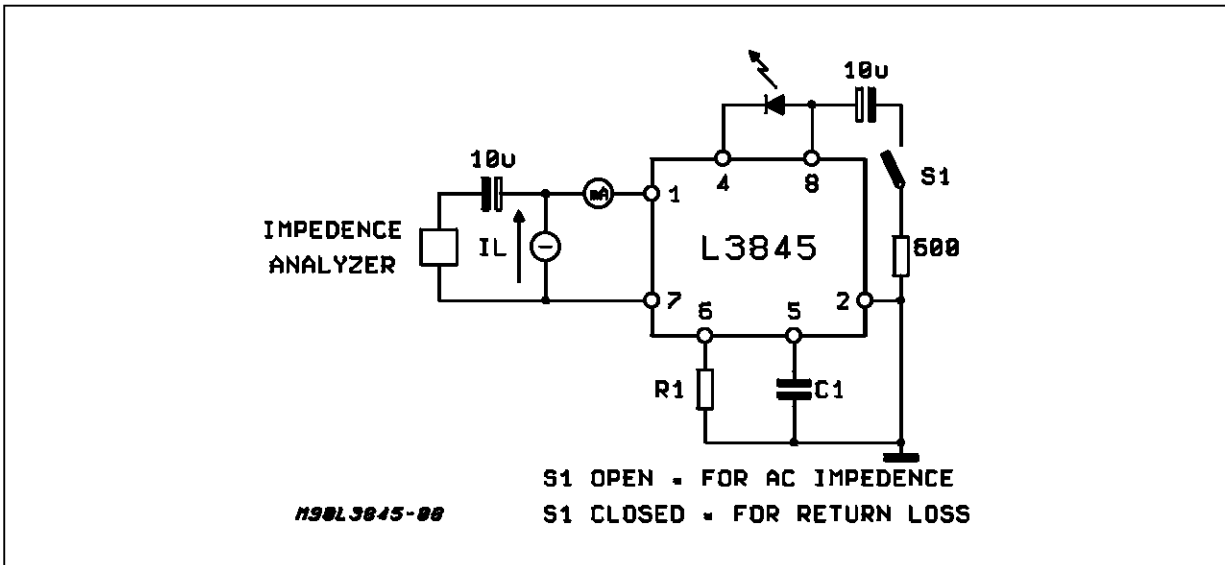 10u
10u
S1
mA
1
4
8
IMPEDENCE
ANALYZER
IL
L3845
600
7
6
5
2
R1
C1
S1 OPEN = FOR AC IMPEDENCE
M90L3845-08
S1 CLOSED = FOR RETURN LOSS